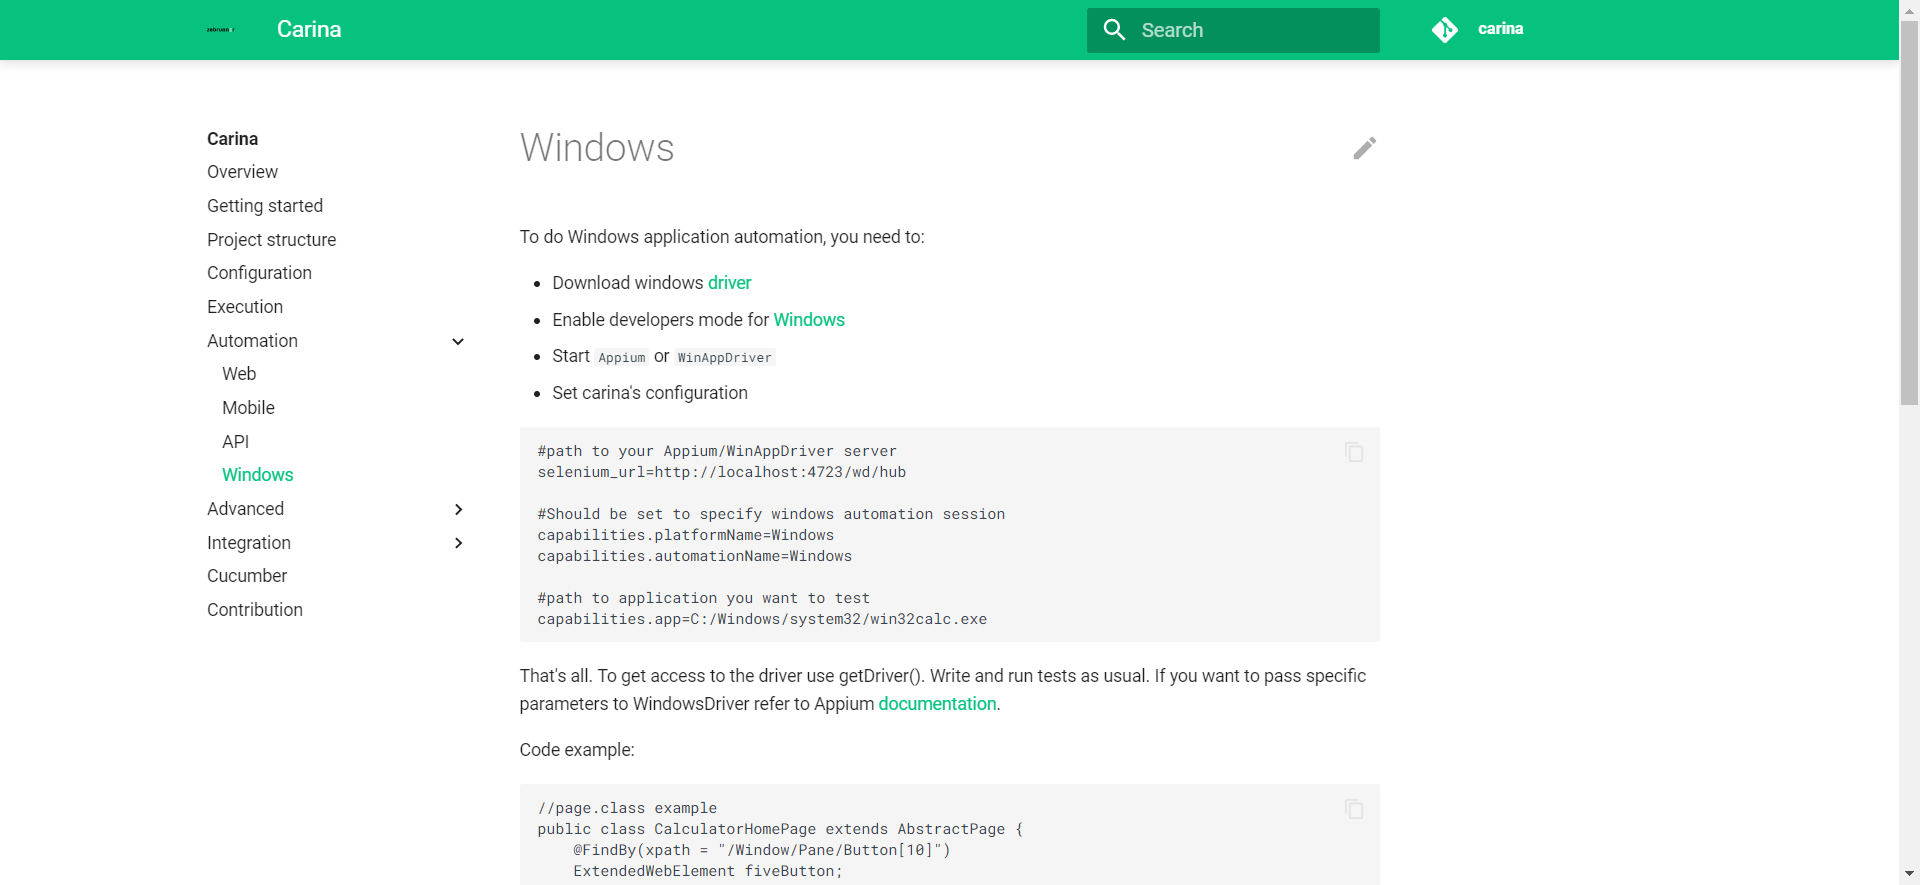 zebrunner
Carina
Search
carina
Carina
Overview
Getting started
Project structure
Configuration
Execution
Automation
Web
Mobile
API
Windows
Advanced
Integration
Cucumber
Contribution
Windows
To do Windows application automation, you need to:
Download windows driver
Enable developers mode for Windows
Start Appium or WinAppDriver
Set carina's configuration
#path to your Appium/WinAppDriver server
selenium_url=http://localhost:4723/wd/hub
#Should be set to specify windows automation session
capabilities.platformName=Windows
capabilities.automationName=Windows
#path to application you want to test
capabilities.app=C:/Windows/system32/win32calc.exe
That's all. To get access to the driver use getDriver(). Write and run tests as usual. If you want to pass specific
parameters to WindowsDriver refer to Appium documentation.
Code example:
//page.class example
public class CalculatorHomePage extends AbstractPage {
    @FindBy(xpath = "/Window/Pane/Button[10]")
    ExtendedWebElement fiveButton;